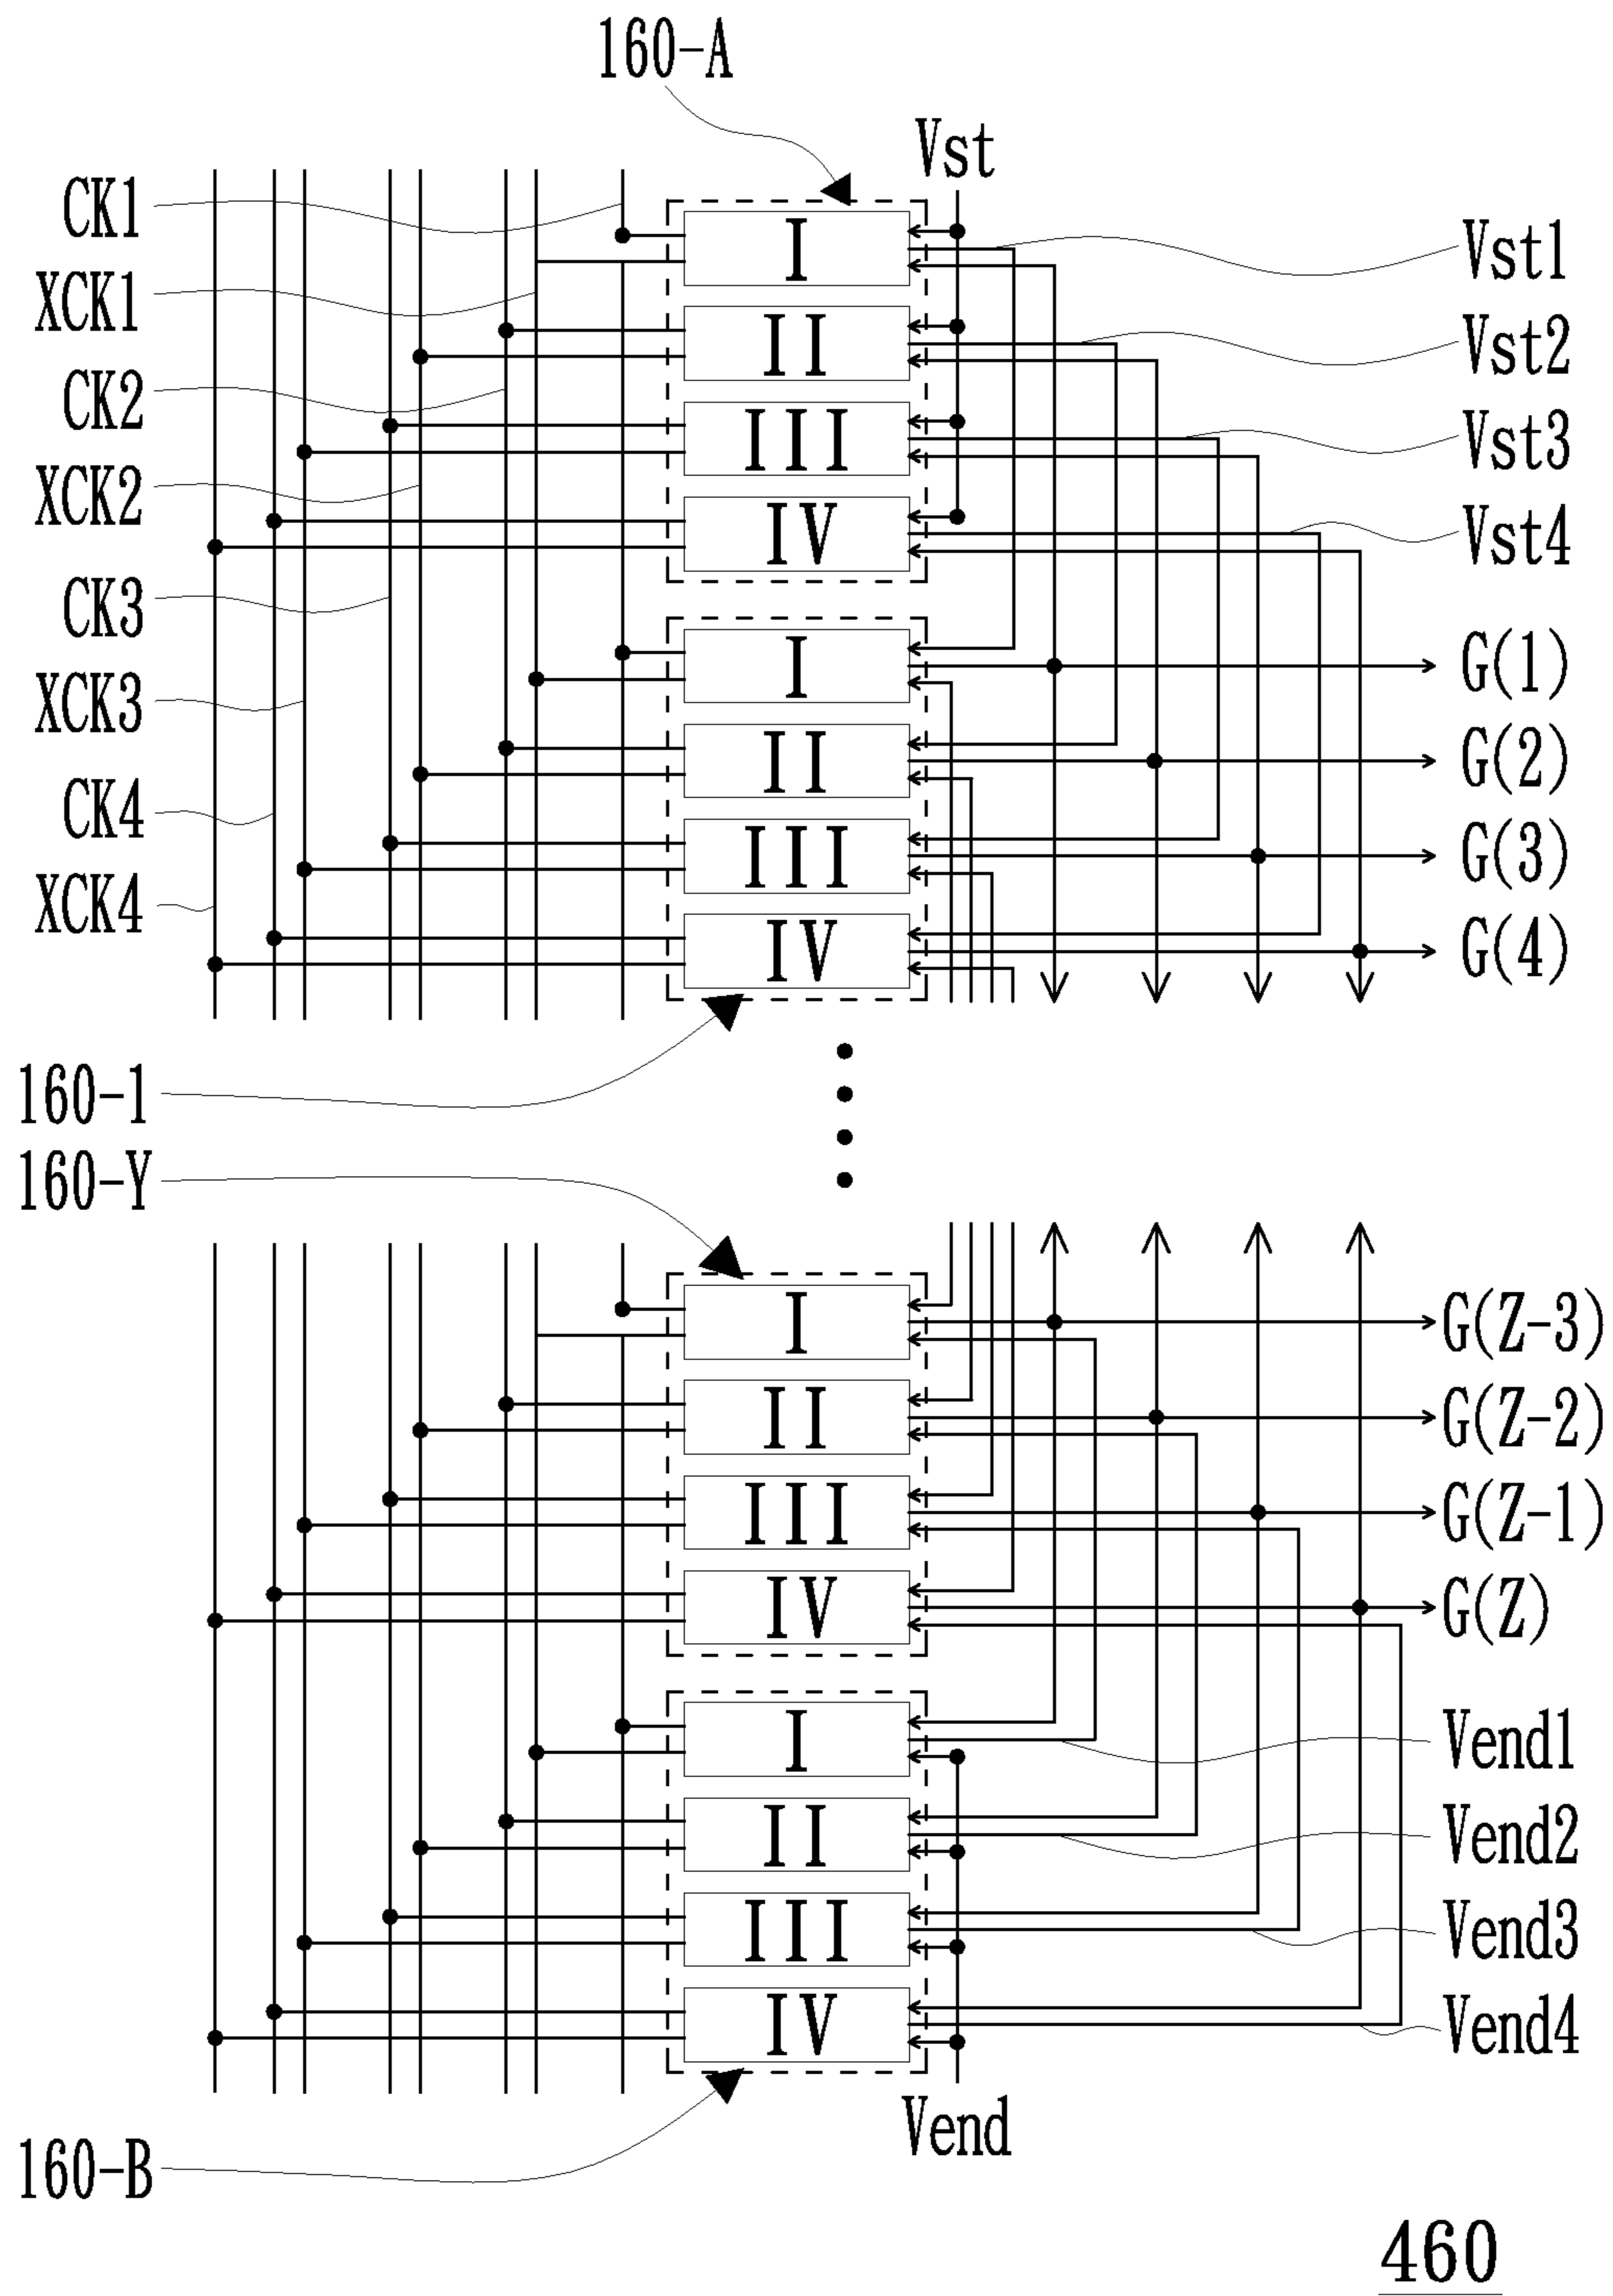 160-A
Vst
CK1
XCK1
CK2
XCK2
CK3
XCK3
CK4
XCK4
I
II
III
IV
Vst1
Vst2
Vst3
Vst4
I
II
III
IV
G(1)
G(2)
G(3)
G(4)
160-1
160-Y
I
II
III
IV
G(Z-3)
G(Z-2)
G(Z-1)
G(Z)
I
II
III
IV
Vend1
Vend2
Vend3
Vend4
Vend
160-B
460